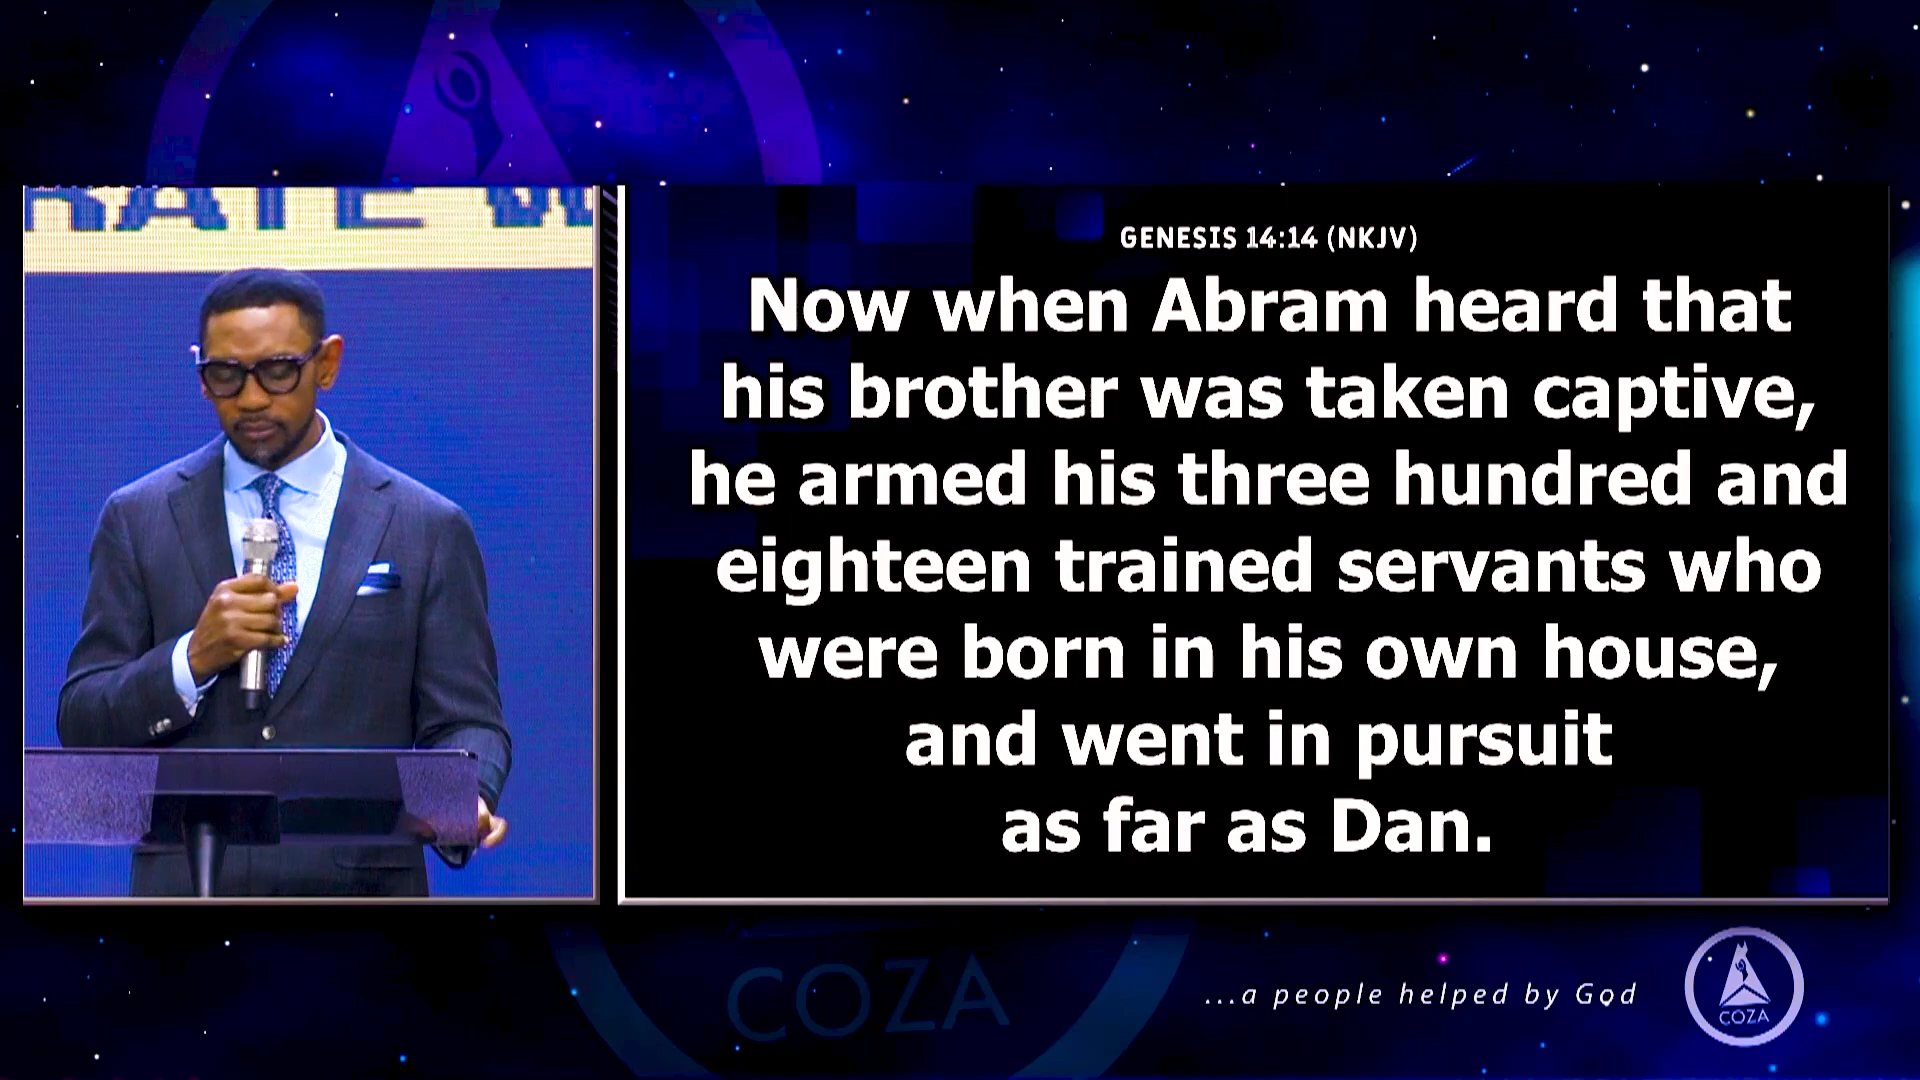 GENESIS 14:14 (NKJV)
Now when Abram heard that
his brother was taken captive,
he armed his three hundred and
eighteen trained servants who
were born in his own house,
and went in pursuit
as far as Dan.
COZA
...a people helped by God
COZA